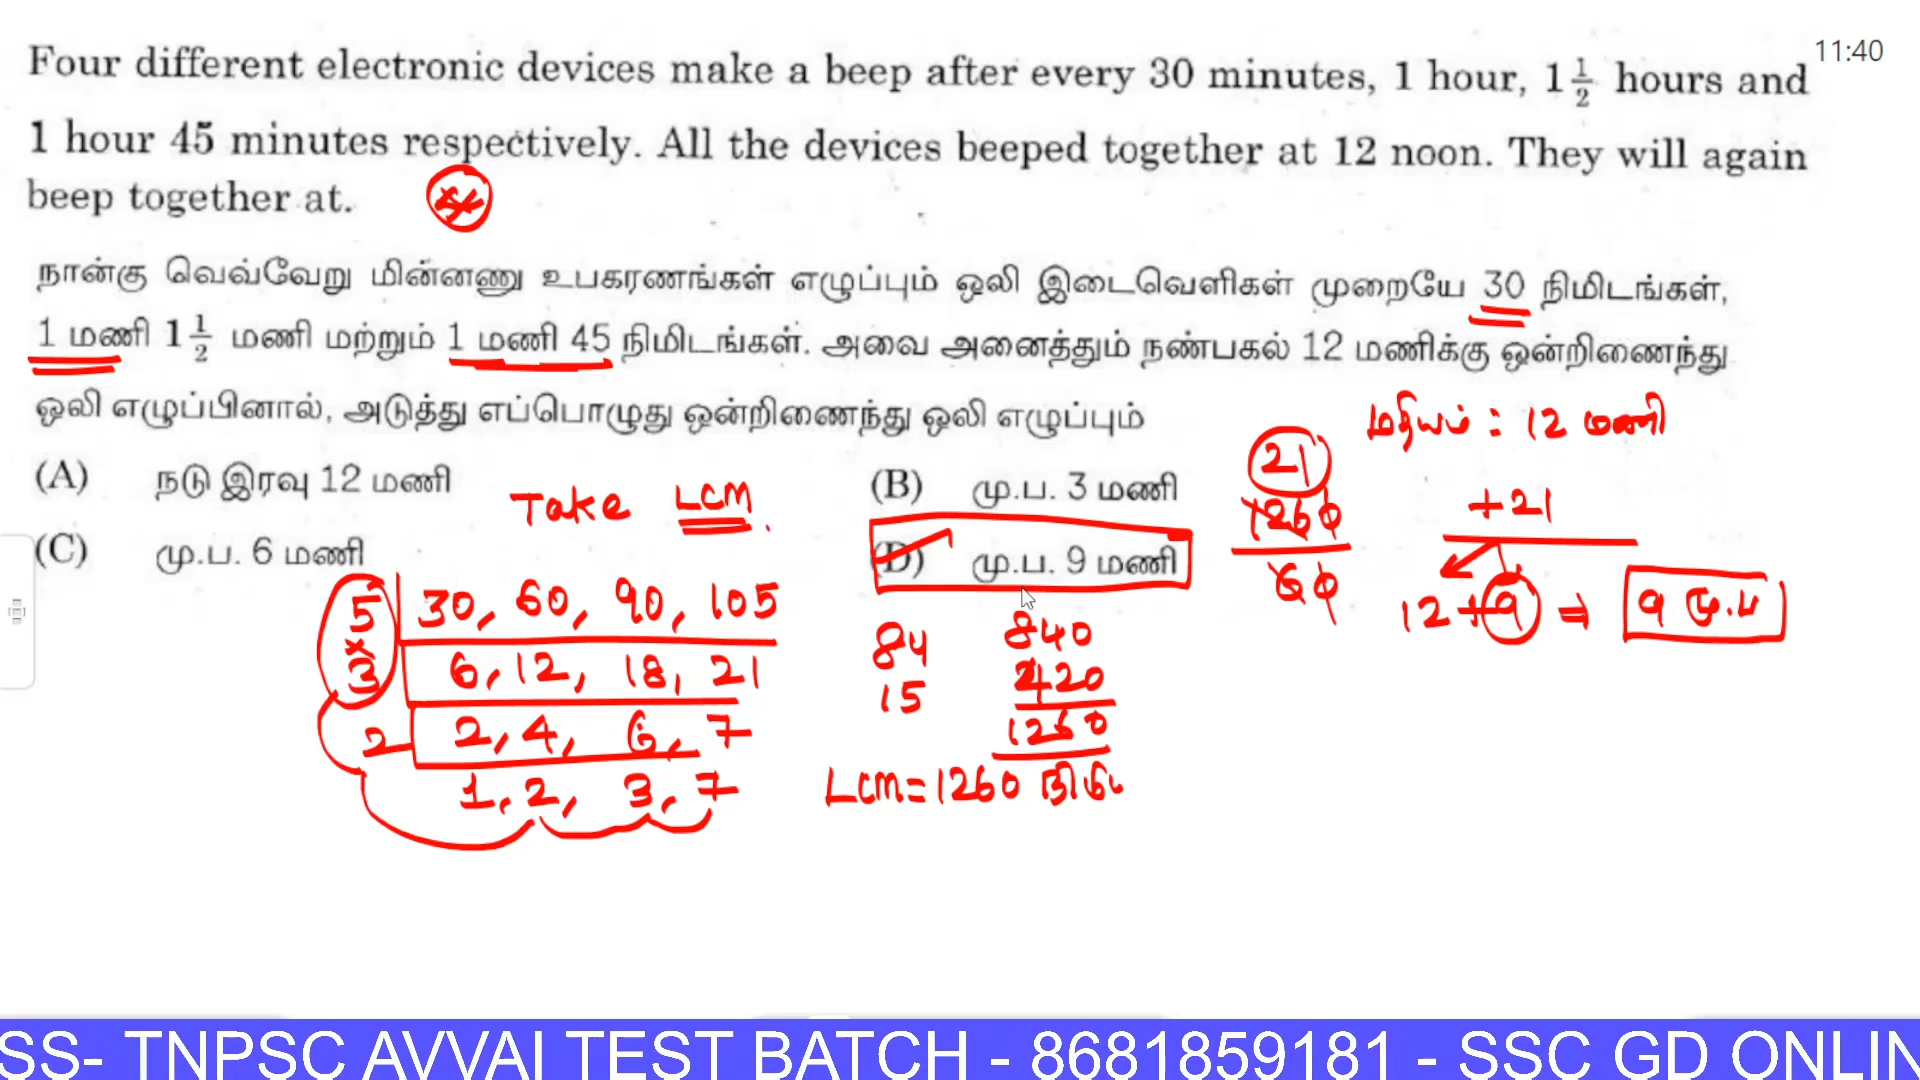 11:40
Four different electronic devices make a beep after every 30 minutes, 1 hour, 1 1/2 hours and
1 hour 45 minutes respectively. All the devices beeped together at 12 noon. They will again
beep together at.
நான்கு வெவ்வேறு மின்னணு உபகரணங்கள் எழுப்பும் ஒலி இடைவெளிகள் முறையே 30 நிமிடங்கள்,
1 மணி 1 1/2 மணி மற்றும் 1 மணி 45 நிமிடங்கள். அவை அனைத்தும் நண்பகல் 12 மணிக்கு ஒன்றிணைந்து
ஒலி எழுப்பினால், அடுத்து எப்பொழுது ஒன்றிணைந்து ஒலி எழுப்பும்
(A) நடு இரவு 12 மணி
(B) மு.ப. 3 மணி
(C) மு.ப. 6 மணி
(D) மு.ப. 9 மணி
Take LCM.
5 30, 60, 90, 105
×
3 6, 12, 18, 21
2 2, 4, 6, 7
1, 2, 3, 7
84
15
840
420
1260
LCM = 1260 நிமி
21
1260
60
மதியம் : 12 மணி
+21
12 + 9 ⇒ 9 மு.ப
SS- TNPSC AVVAI TEST BATCH - 8681859181 - SSC GD ONLIN